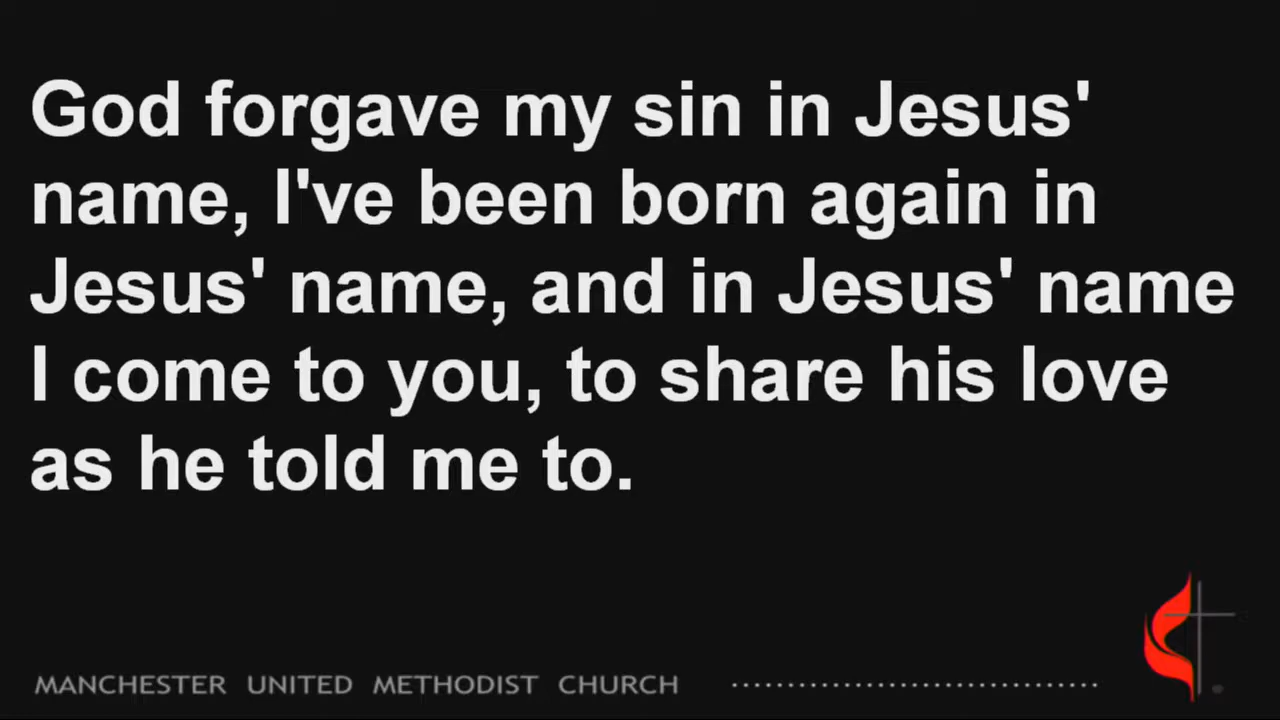 God forgave my sin in Jesus'
name, I've been born again in
Jesus' name, and in Jesus' name
I come to you, to share his love
as he told me to.
MANCHESTER UNITED METHODIST CHURCH